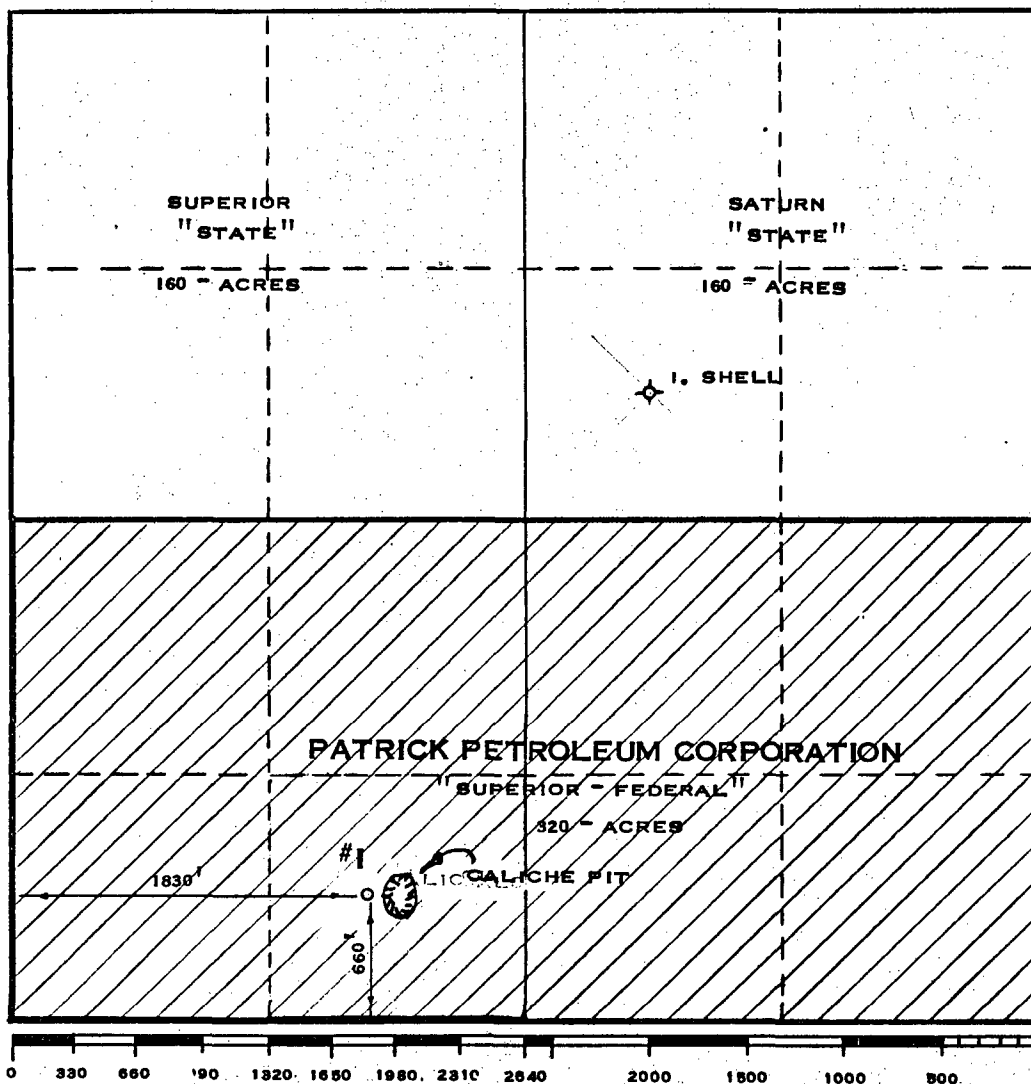 SUPERIOR
"STATE"
160 - ACRES
SATURN
"STATE"
160 - ACRES
1. SHELL
PATRICK PETROLEUM CORPORATION
"SUPERIOR - FEDERAL"
320 - ACRES
#1
CALICHE PIT
1830'
660'
0 330 660 990 1320 1650 1980 2310 2640 2000 1500 1000 500